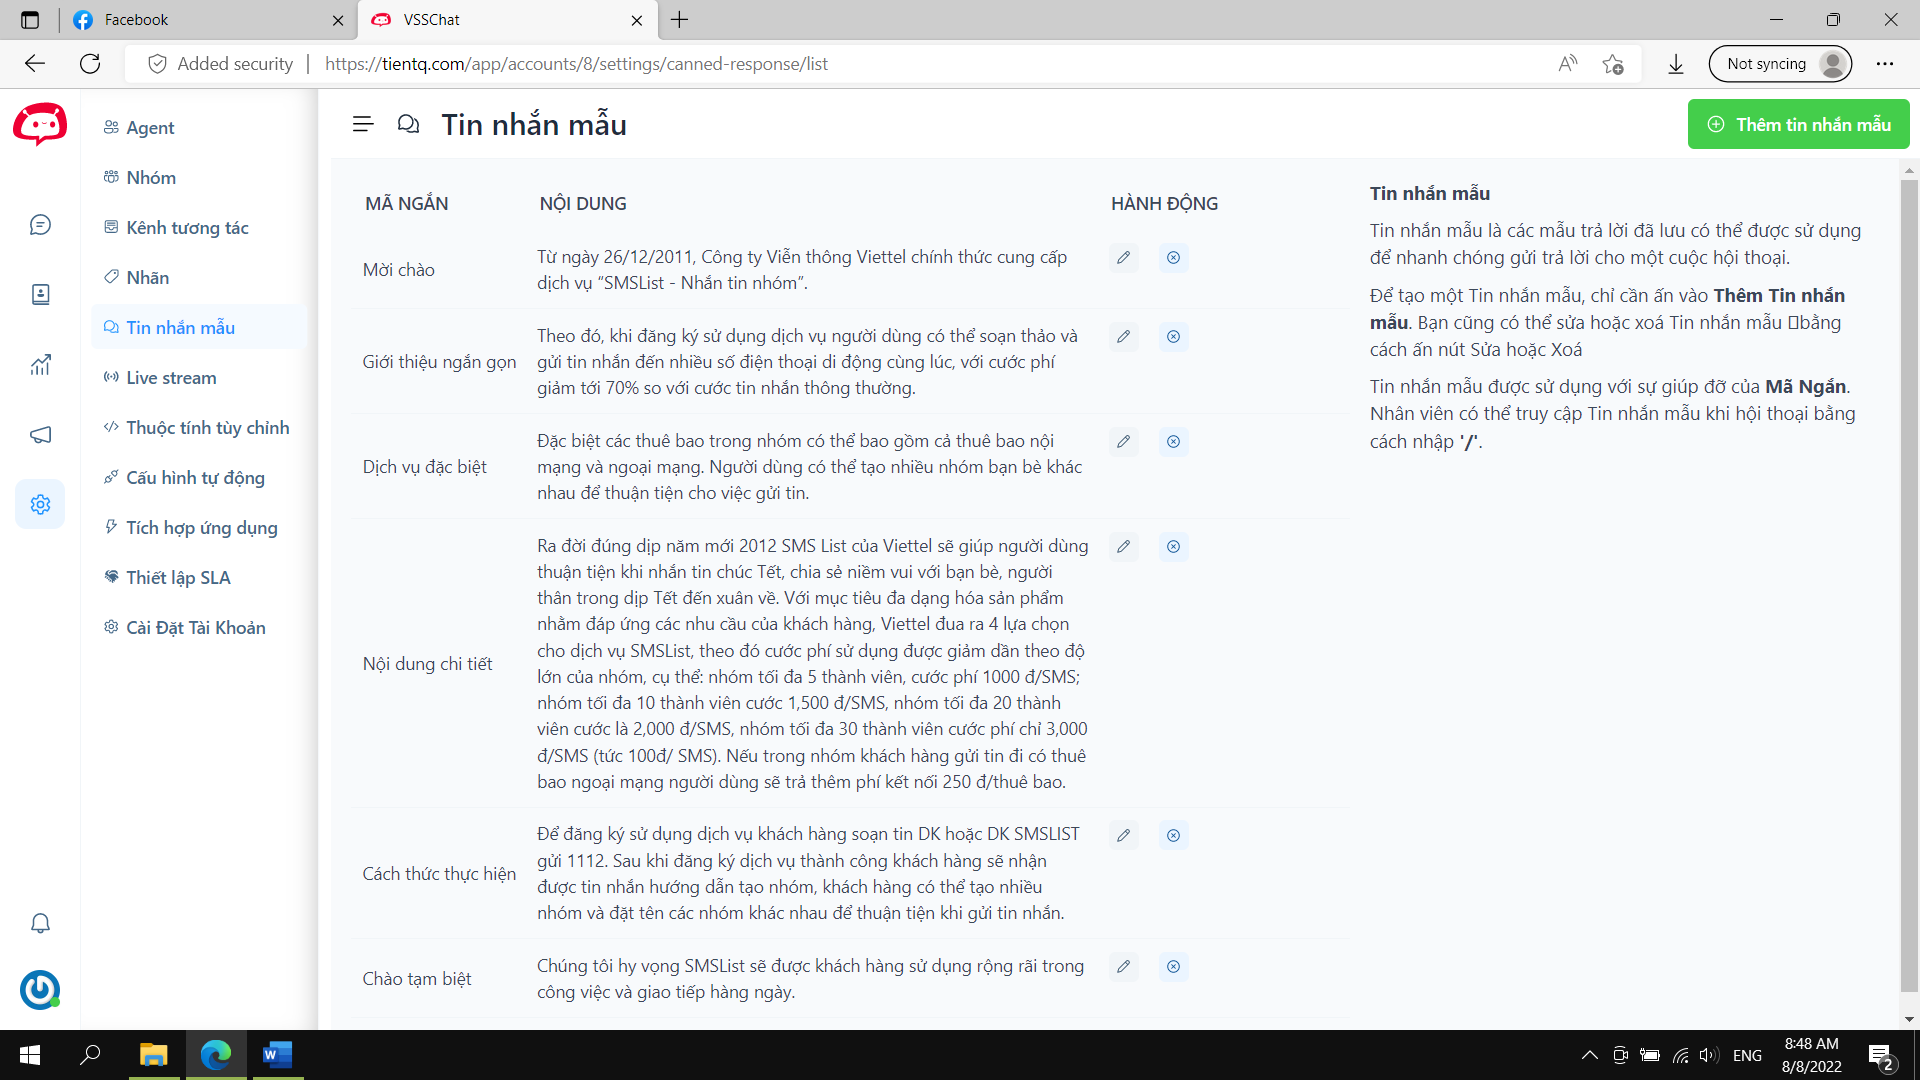 Facebook
VSSChat
Added security
https://tientq.com/app/accounts/8/settings/canned-response/list
Not syncing
Agent
Nhóm
Kênh tương tác
Nhãn
Tin nhắn mẫu
Live stream
Thuộc tính tùy chỉnh
Cấu hình tự động
Tích hợp ứng dụng
Thiết lập SLA
Cài Đặt Tài Khoản
Tin nhắn mẫu
Thêm tin nhắn mẫu
MÃ NGẮN
NỘI DUNG
HÀNH ĐỘNG
Mời chào
Từ ngày 26/12/2011, Công ty Viễn thông Viettel chính thức cung cấp
dịch vụ “SMSList - Nhắn tin nhóm”.
Giới thiệu ngắn gọn
Theo đó, khi đăng ký sử dụng dịch vụ người dùng có thể soạn thảo và
gửi tin nhắn đến nhiều số điện thoại di động cùng lúc, với cước phí
giảm tới 70% so với cước tin nhắn thông thường.
Dịch vụ đặc biệt
Đặc biệt các thuê bao trong nhóm có thể bao gồm cả thuê bao nội
mạng và ngoại mạng. Người dùng có thể tạo nhiều nhóm bạn bè khác
nhau để thuận tiện cho việc gửi tin.
Nội dung chi tiết
Ra đời đúng dịp năm mới 2012 SMS List của Viettel sẽ giúp người dùng
thuận tiện khi nhắn tin chúc Tết, chia sẻ niềm vui với bạn bè, người
thân trong dịp Tết đến xuân về. Với mục tiêu đa dạng hóa sản phẩm
nhằm đáp ứng các nhu cầu của khách hàng, Viettel đua ra 4 lựa chọn
cho dịch vụ SMSList, theo đó cước phí sử dụng được giảm dần theo độ
lớn của nhóm, cụ thể: nhóm tối đa 5 thành viên, cước phí 1000 đ/SMS;
nhóm tối đa 10 thành viên cước 1,500 đ/SMS, nhóm tối đa 20 thành
viên cước là 2,000 đ/SMS, nhóm tối đa 30 thành viên cước phí chỉ 3,000
đ/SMS (tức 100đ/ SMS). Nếu trong nhóm khách hàng gửi tin đi có thuê
bao ngoại mạng người dùng sẽ trả thêm phí kết nối 250 đ/thuê bao.
Cách thức thực hiện
Để đăng ký sử dụng dịch vụ khách hàng soạn tin DK hoặc DK SMSLIST
gửi 1112. Sau khi đăng ký dịch vụ thành công khách hàng sẽ nhận
được tin nhắn hướng dẫn tạo nhóm, khách hàng có thể tạo nhiều
nhóm và đặt tên các nhóm khác nhau để thuận tiện khi gửi tin nhắn.
Chào tạm biệt
Chúng tôi hy vọng SMSList sẽ được khách hàng sử dụng rộng rãi trong
công việc và giao tiếp hàng ngày.
Tin nhắn mẫu
Tin nhắn mẫu là các mẫu trả lời đã lưu có thể được sử dụng
để nhanh chóng gửi trả lời cho một cuộc hội thoại.
Để tạo một Tin nhắn mẫu, chỉ cần ấn vào Thêm Tin nhắn
mẫu. Bạn cũng có thể sửa hoặc xoá Tin nhắn mẫu bằng
cách ấn nút Sửa hoặc Xoá
Tin nhắn mẫu được sử dụng với sự giúp đỡ của Mã Ngắn.
Nhân viên có thể truy cập Tin nhắn mẫu khi hội thoại bằng
cách nhập '/'.
ENG
8:48 AM
8/8/2022
2